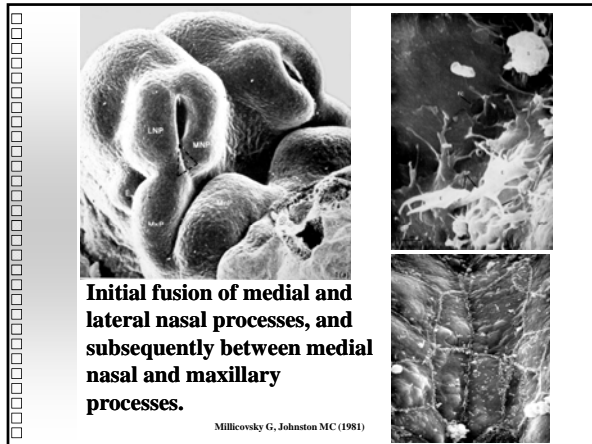 LNP
MNP
MxP
Initial fusion of medial and
lateral nasal processes, and
subsequently between medial
nasal and maxillary
processes.
Millicovsky G, Johnston MC (1981)